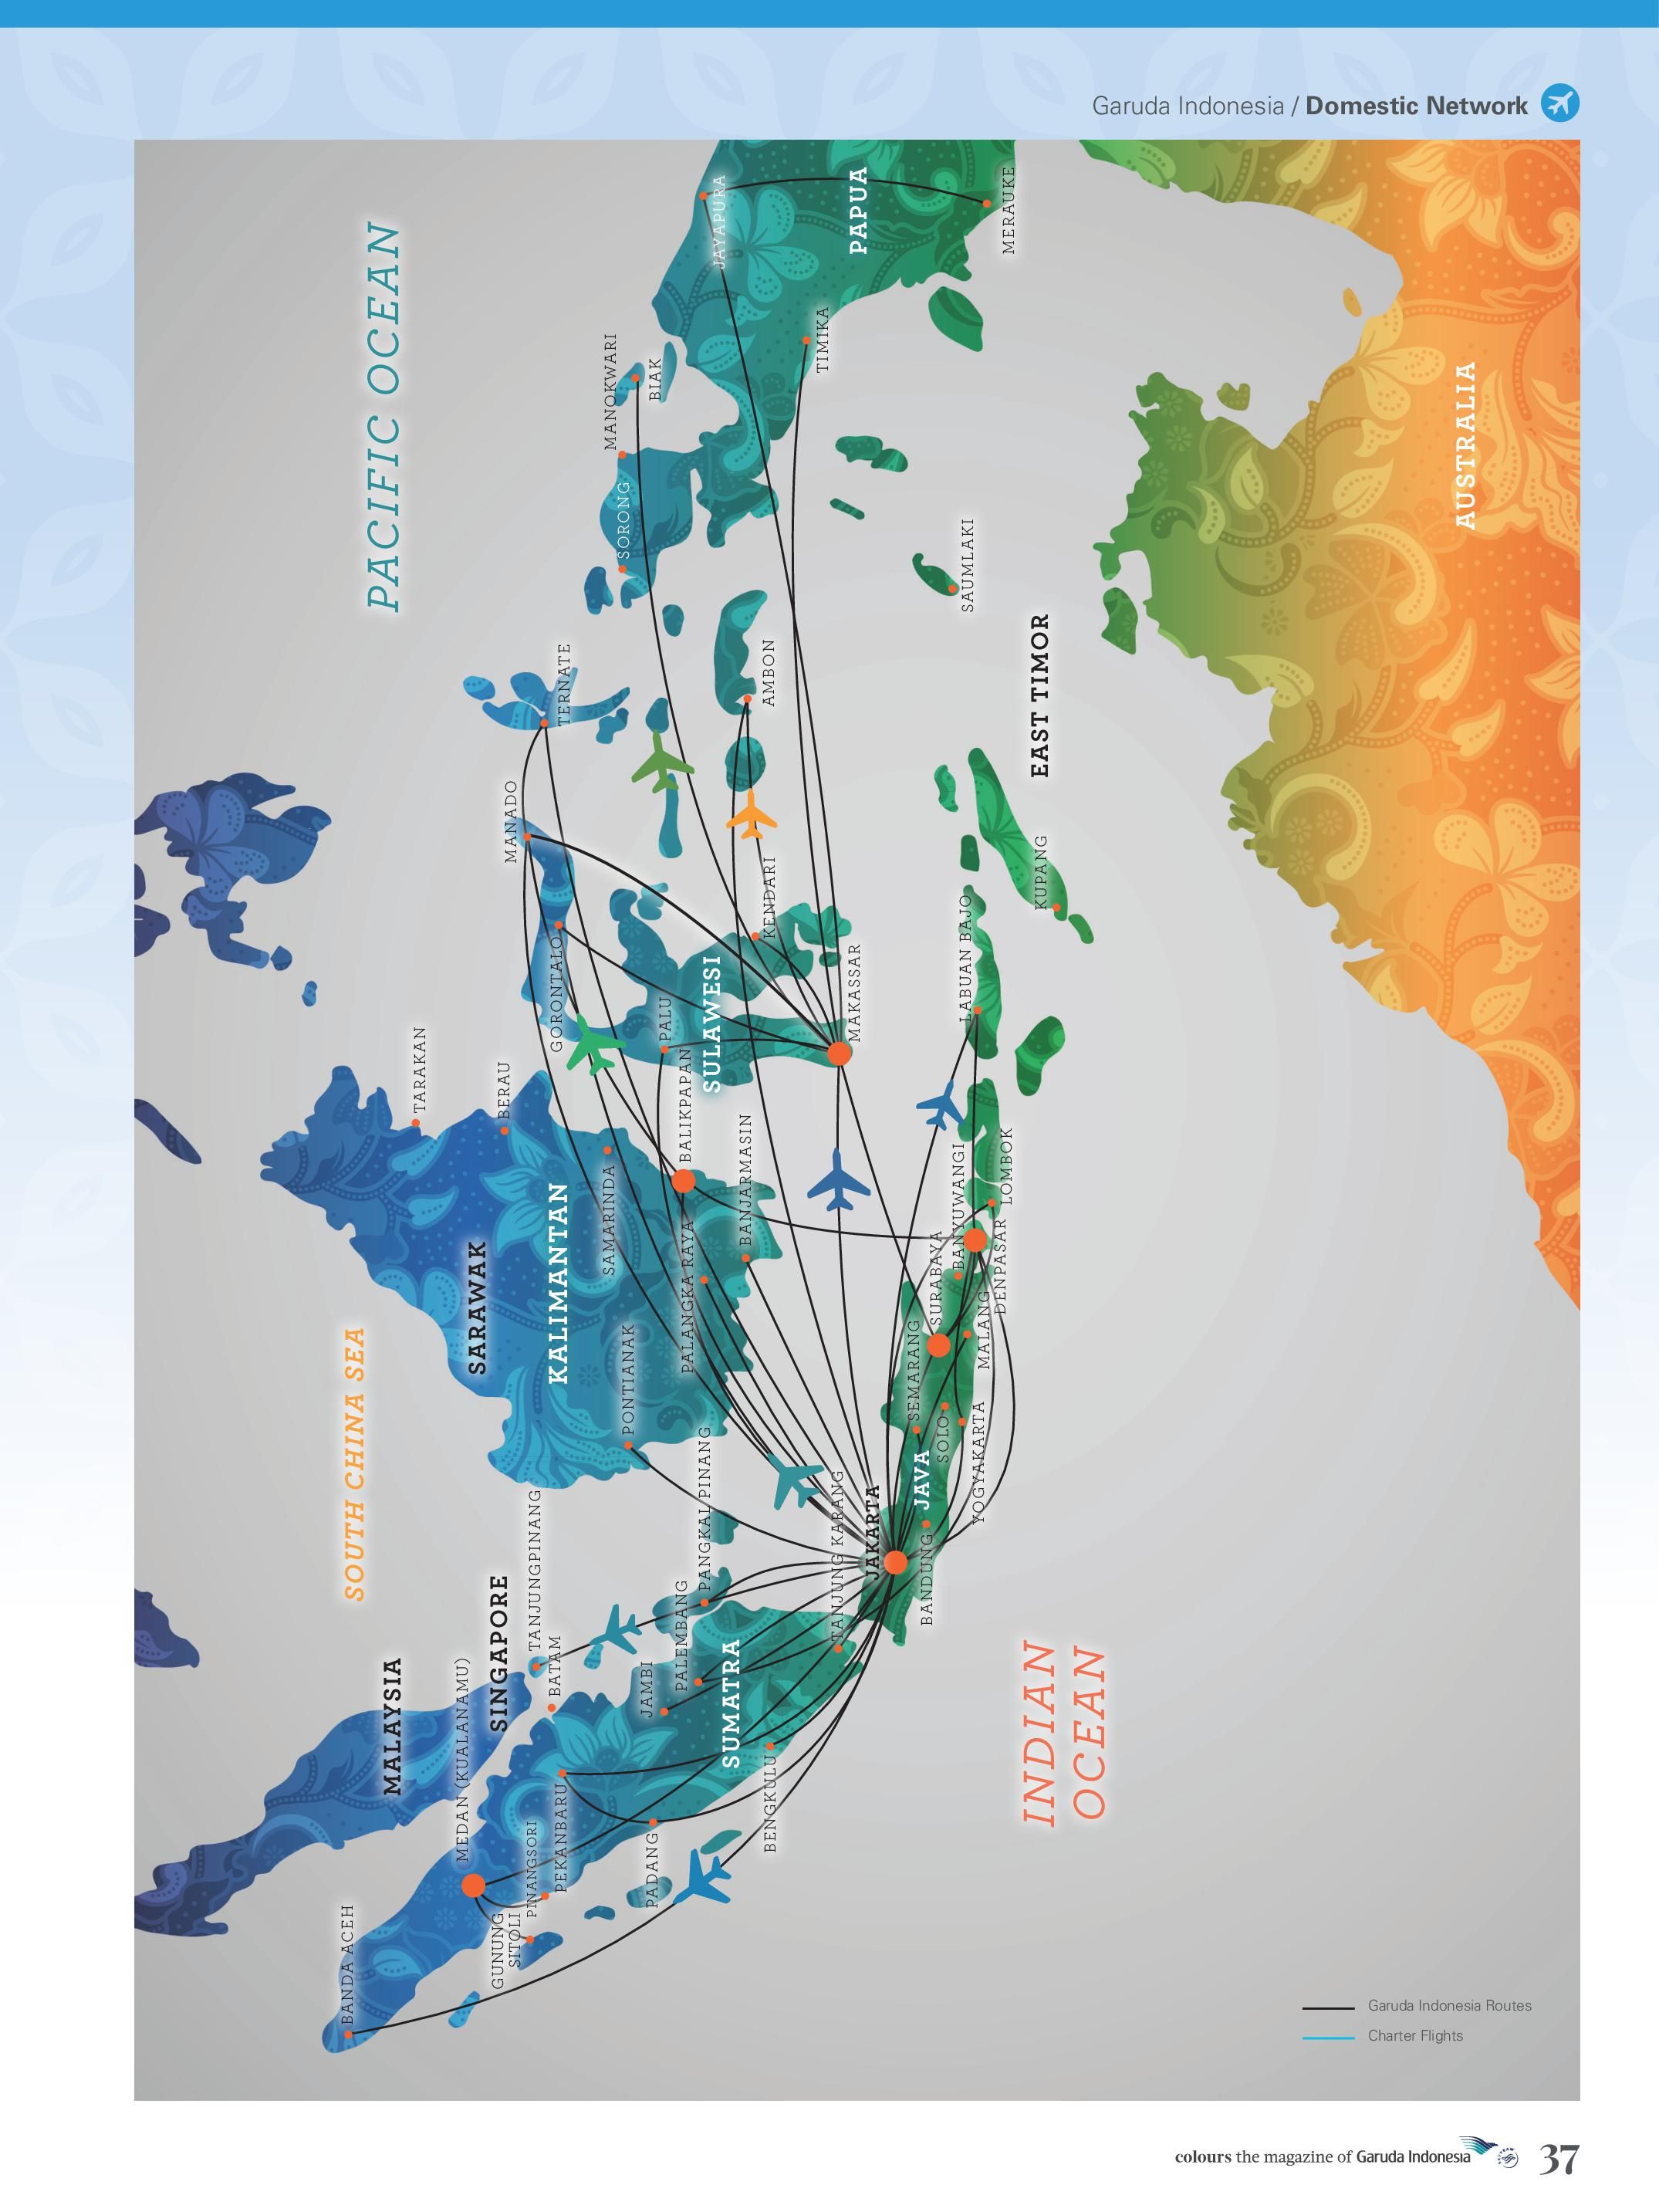 Garuda Indonesia / Domestic Network
PACIFIC OCEAN
JAYAPURA
PAPUA
MERAUKE
TIMIKA
MANOKWARI
BIAK
SORONG
AUSTRALIA
SAUMLAKI
TERNATE
AMBON
EAST TIMOR
MANADO
KENDARI
KUPANG
GORONTALO
SULAWESI
PALU
MAKASSAR
LABUAN BAJO
TARAKAN
BERAU
BALIKPAPAN
BANJARMASIN
SAMARINDA
KALIMANTAN
SARAWAK
PALANGKA RAYA
PONTIANAK
LOMBOK
BANYUWANGI
DENPASAR
SURABAYA
MALANG
SEMARANG
SOLO
YOGYAKARTA
JAVA
SOUTH CHINA SEA
PANGKAL PINANG
TANJUNG KARANG
JAKARTA
BANDUNG
TANJUNGPINANG
SINGAPORE
BATAM
PALEMBANG
JAMBI
SUMATRA
MALAYSIA
MEDAN (KUALANAMU)
BENGKULU
PEKANBARU
PINANGSORI
PADANG
GUNUNG
SITOLI
BANDA ACEH
INDIAN
OCEAN
Garuda Indonesia Routes
Charter Flights
colours the magazine of Garuda Indonesia 37